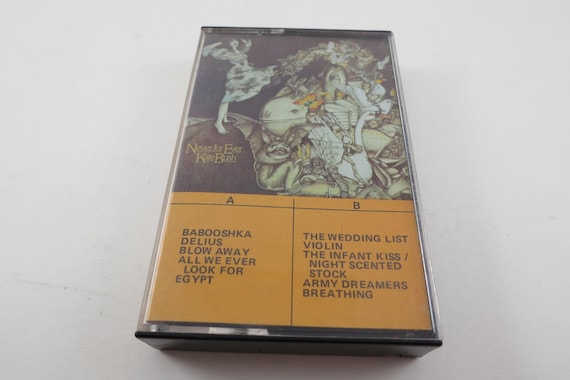 Never for Ever
Kate Bush
A
BABOOSHKA
DELIUS
BLOW AWAY
ALL WE EVER
LOOK FOR
EGYPT
B
THE WEDDING LIST
VIOLIN
THE INFANT KISS /
NIGHT SCENTED
STOCK
ARMY DREAMERS
BREATHING